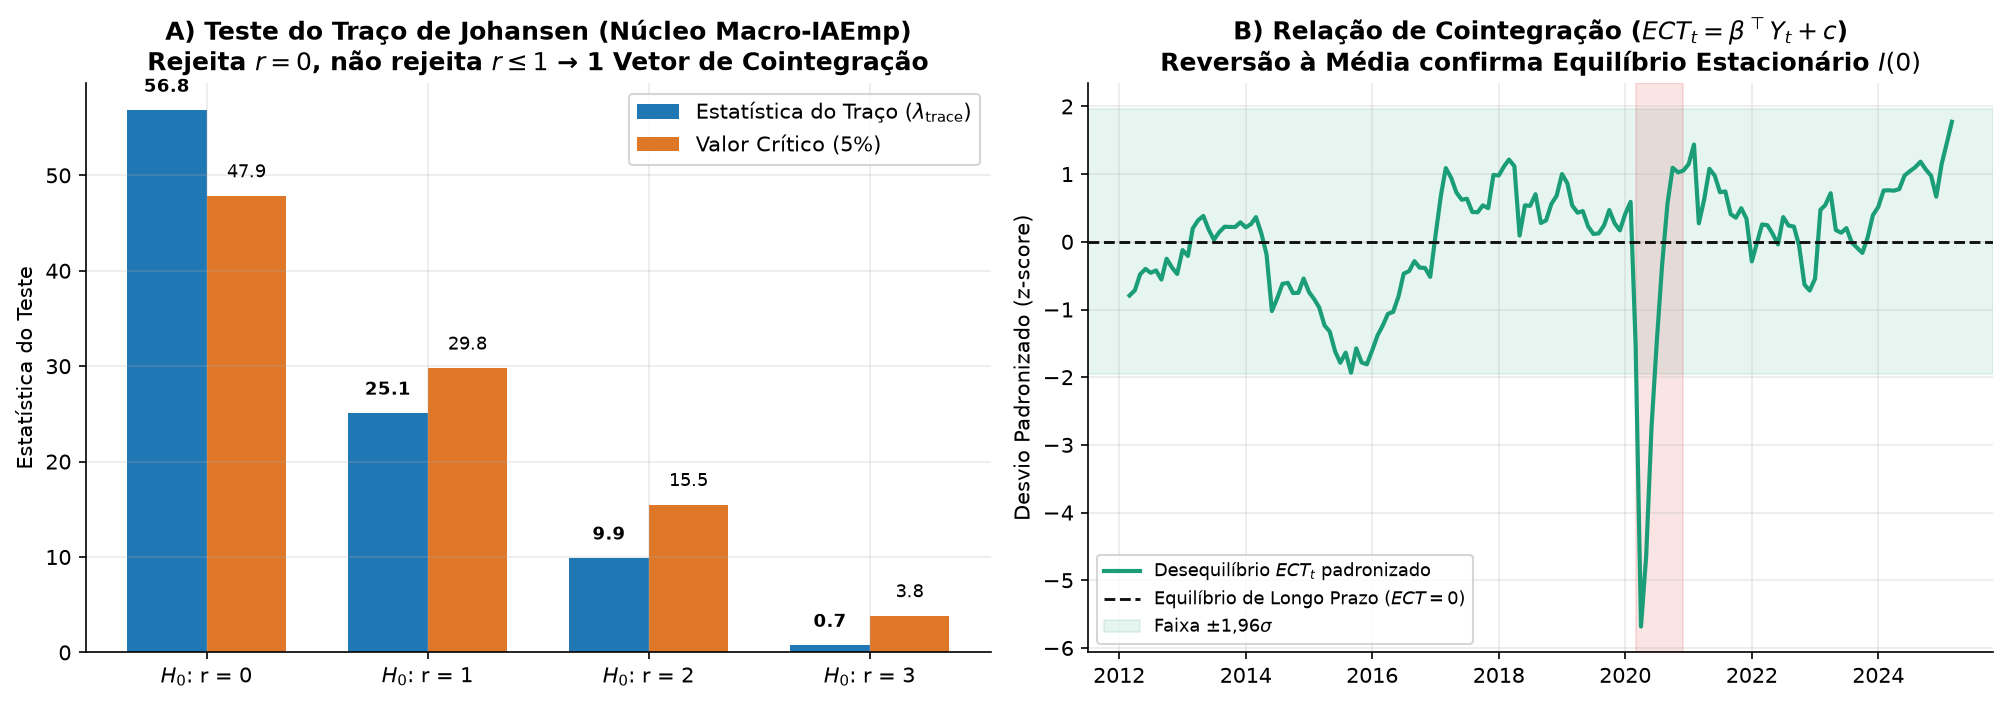 A) Teste do Traço de Johansen (Núcleo Macro-IAEmp)
Rejeita r = 0, não rejeita r ≤ 1 → 1 Vetor de Cointegração
Estatística do Teste
50
40
30
20
10
0
56.8
47.9
25.1
29.8
9.9
15.5
0.7
3.8
Estatística do Traço (λtrace)
Valor Crítico (5%)
H0: r = 0
H0: r = 1
H0: r = 2
H0: r = 3
B) Relação de Cointegração (ECTt = β⊤Yt + c)
Reversão à Média confirma Equilíbrio Estacionário I(0)
Desvio Padronizado (z-score)
2
1
0
−1
−2
−3
−4
−5
−6
Desequilíbrio ECTt padronizado
Equilíbrio de Longo Prazo (ECT = 0)
Faixa ±1,96σ
2012
2014
2016
2018
2020
2022
2024